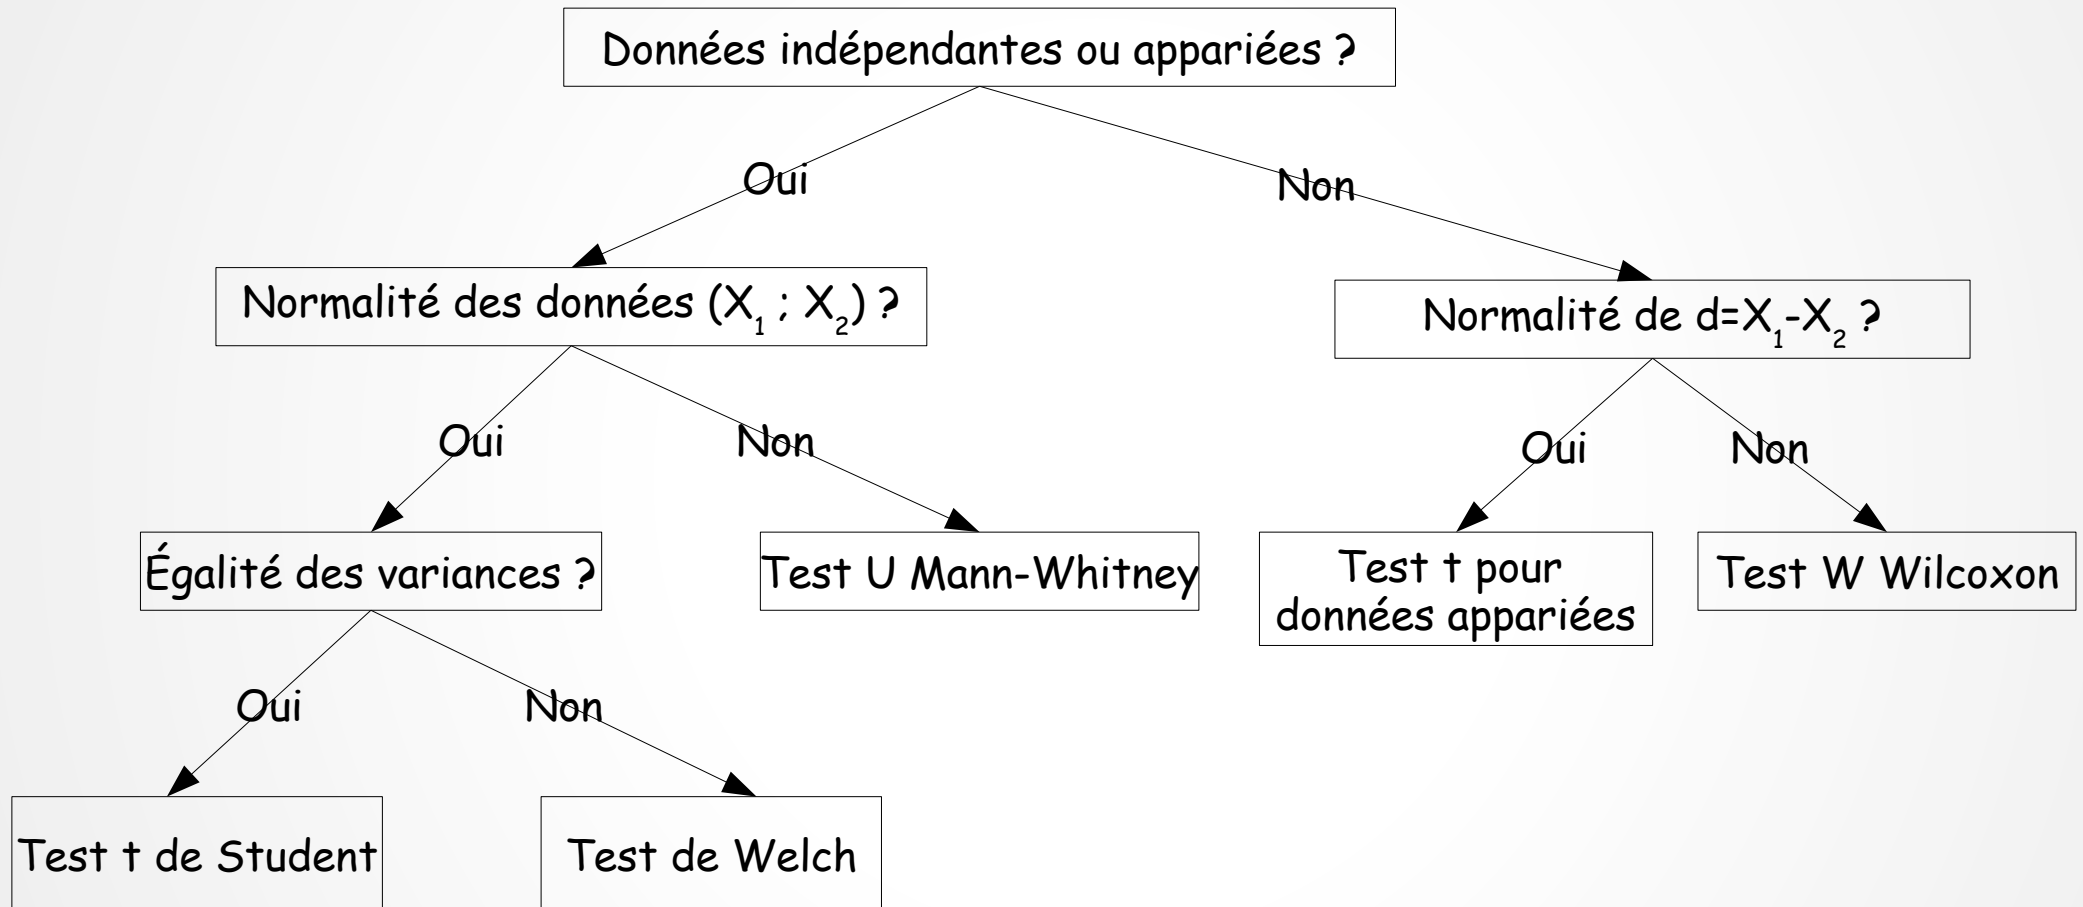 Données indépendantes ou appariées ?
Oui
Non
Normalité des données (X₁ ; X₂) ?
Normalité de d=X₁-X₂ ?
Oui
Non
Oui
Non
Égalité des variances ?
Test U Mann-Whitney
Test t pour
données appariées
Test W Wilcoxon
Oui
Non
Test t de Student
Test de Welch